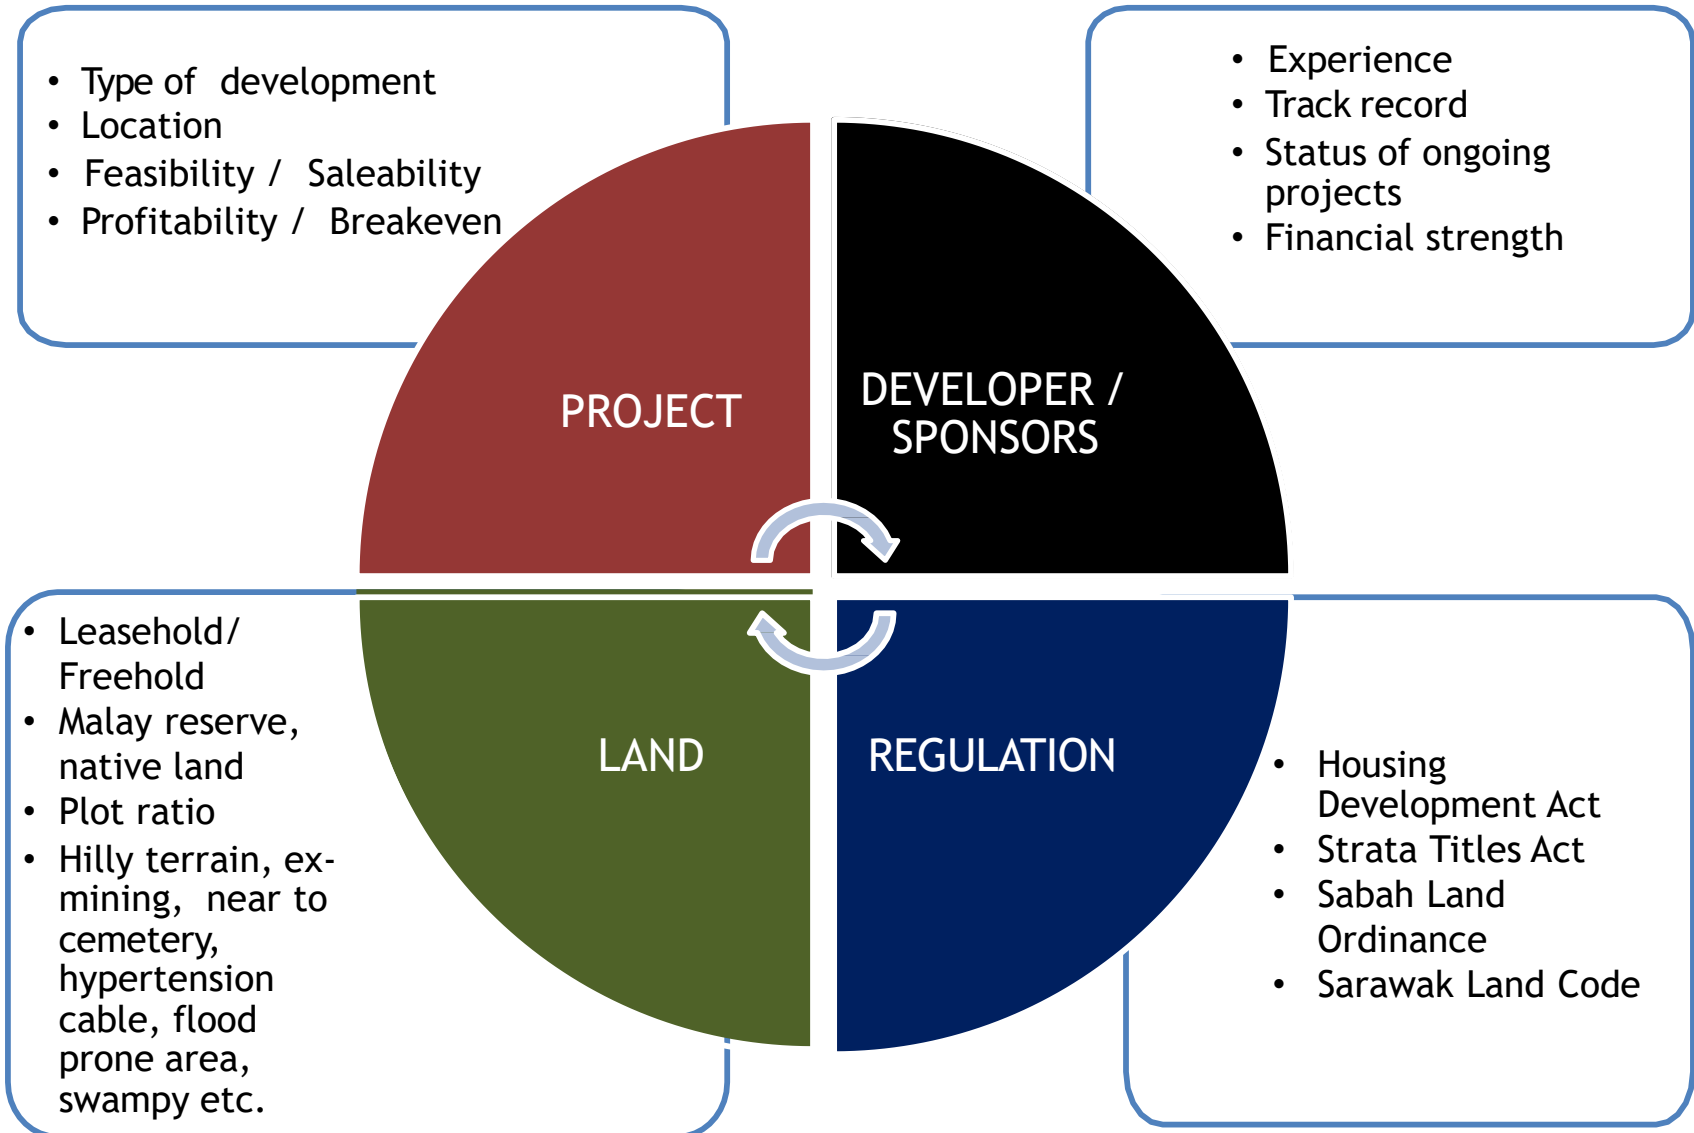 • Type of development
• Location
• Feasibility / Saleability
• Profitability / Breakeven
• Experience
• Track record
• Status of ongoing
projects
• Financial strength
PROJECT
DEVELOPER /
SPONSORS
• Leasehold/
Freehold
• Malay reserve,
native land
• Plot ratio
• Hilly terrain, ex-
mining, near to
cemetery,
hypertension
cable, flood
prone area,
swampy etc.
LAND
REGULATION
• Housing
Development Act
• Strata Titles Act
• Sabah Land
Ordinance
• Sarawak Land Code